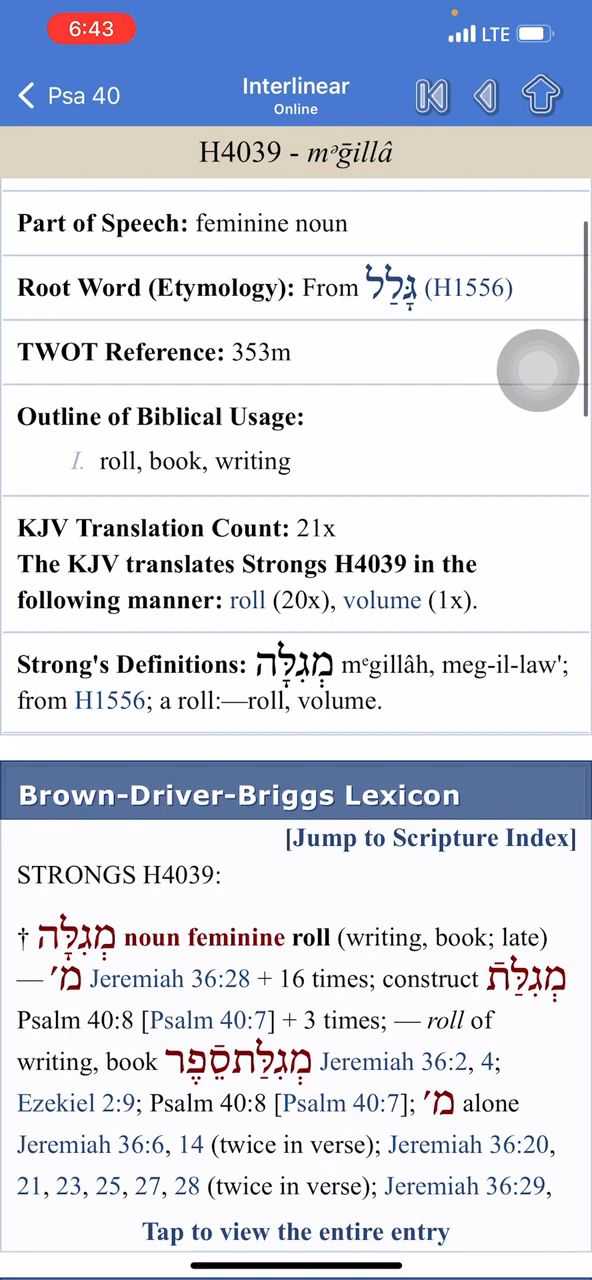 6:43
LTE
Psa 40
Interlinear
Online
H4039 - mᵊḡillâ
Part of Speech: feminine noun
Root Word (Etymology): From גָּלַל (H1556)
TWOT Reference: 353m
Outline of Biblical Usage:
I. roll, book, writing
KJV Translation Count: 21x
The KJV translates Strongs H4039 in the
following manner: roll (20x), volume (1x).
Strong's Definitions: מְגִלָּה mᵉgillâh, meg-il-law';
from H1556; a roll:—roll, volume.
Brown-Driver-Briggs Lexicon
[Jump to Scripture Index]
STRONGS H4039:
† מְגִלָּה noun feminine roll (writing, book; late)
— מ׳ Jeremiah 36:28 + 16 times; construct מְגִלַּת
Psalm 40:8 [Psalm 40:7] + 3 times; — roll of
writing, book מְגִלַּתסֵֿפֶר Jeremiah 36:2, 4;
Ezekiel 2:9; Psalm 40:8 [Psalm 40:7]; מ׳ alone
Jeremiah 36:6, 14 (twice in verse); Jeremiah 36:20,
21, 23, 25, 27, 28 (twice in verse); Jeremiah 36:29,
Tap to view the entire entry